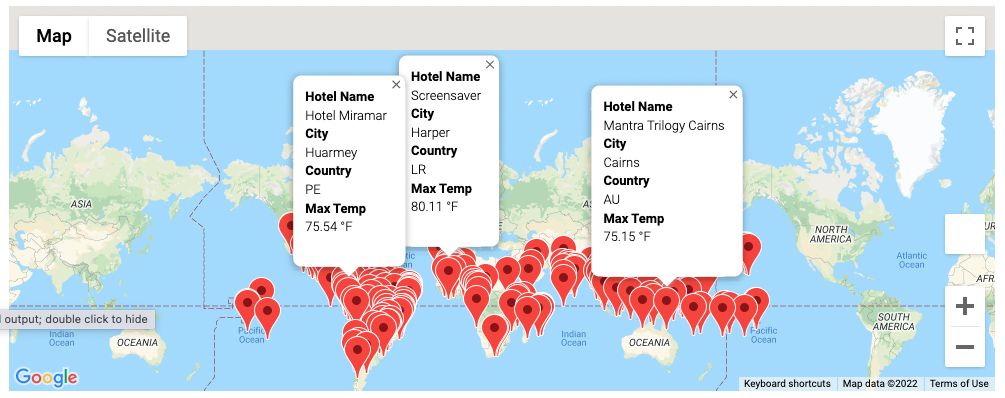 Map
Satellite
Hotel Name
Hotel Miramar
City
Huarmey
Country
PE
Max Temp
75.54 °F
Hotel Name
Screensaver
City
Harper
Country
LR
Max Temp
80.11 °F
Hotel Name
Mantra Trilogy Cairns
City
Cairns
Country
AU
Max Temp
75.15 °F
ASIA
NORTH
AMERICA
Atlantic
Ocean
AFR
output; double click to hide
Indian
Ocean
OCEANIA
Pacific
Ocean
Indian
Ocean
OCEANIA
Pacific
Ocean
SOUTH
AMERICA
Google
Keyboard shortcuts
Map data ©2022
Terms of Use